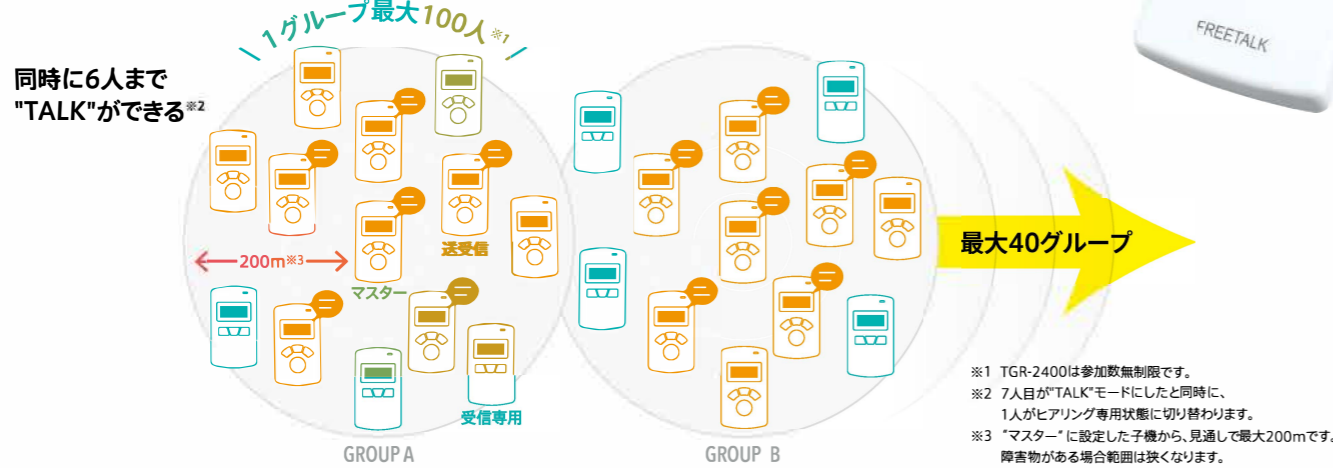 1グループ最大100人※1
FREETALK
同時に6人まで
"TALK"ができる※2
送受信
200m※3
マスター
最大40グループ
受信専用
GROUP A
GROUP B
※1 TGR-2400は参加数無制限です。
※2 7人目が"TALK"モードにしたと同時に、
1人がヒアリング専用状態に切り替わります。
※3 "マスター"に設定した子機から、見通しで最大200mです。
障害物がある場合範囲は狭くなります。